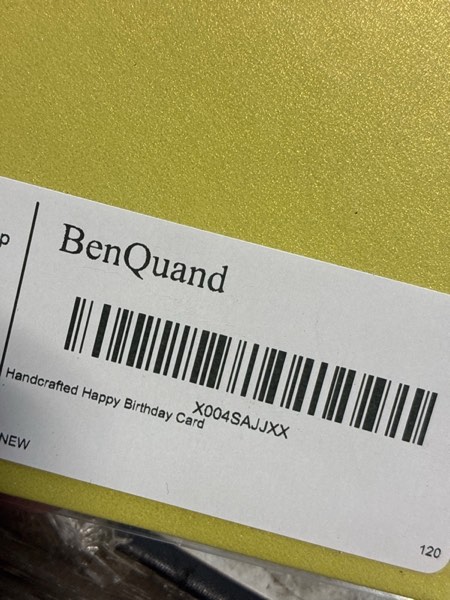 p
BenQuand
X004SAJJXX
Handcrafted Happy Birthday Card
NEW
120